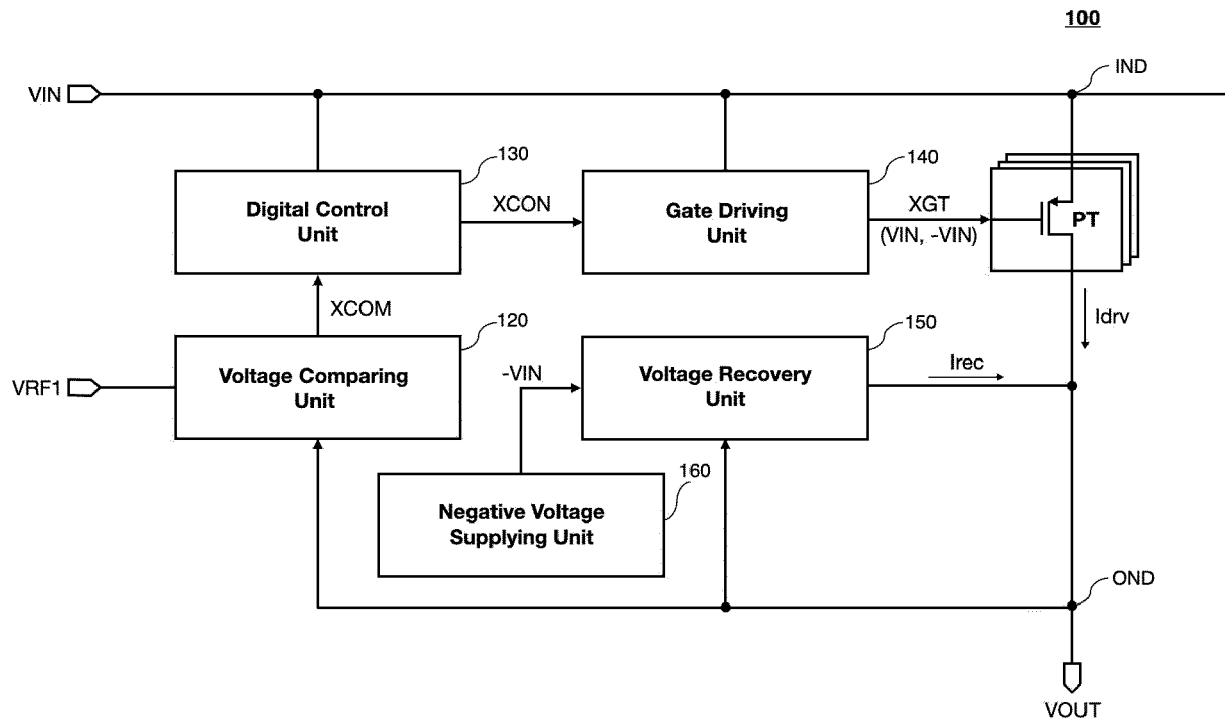 100
IND
VIN
130
140
Digital Control
Unit
XCON
Gate Driving
Unit
XGT
(VIN, -VIN)
PT
XCOM
120
150
Idrv
VRF1
Voltage Comparing
Unit
-VIN
Voltage Recovery
Unit
Irec
160
Negative Voltage
Supplying Unit
OND
VOUT